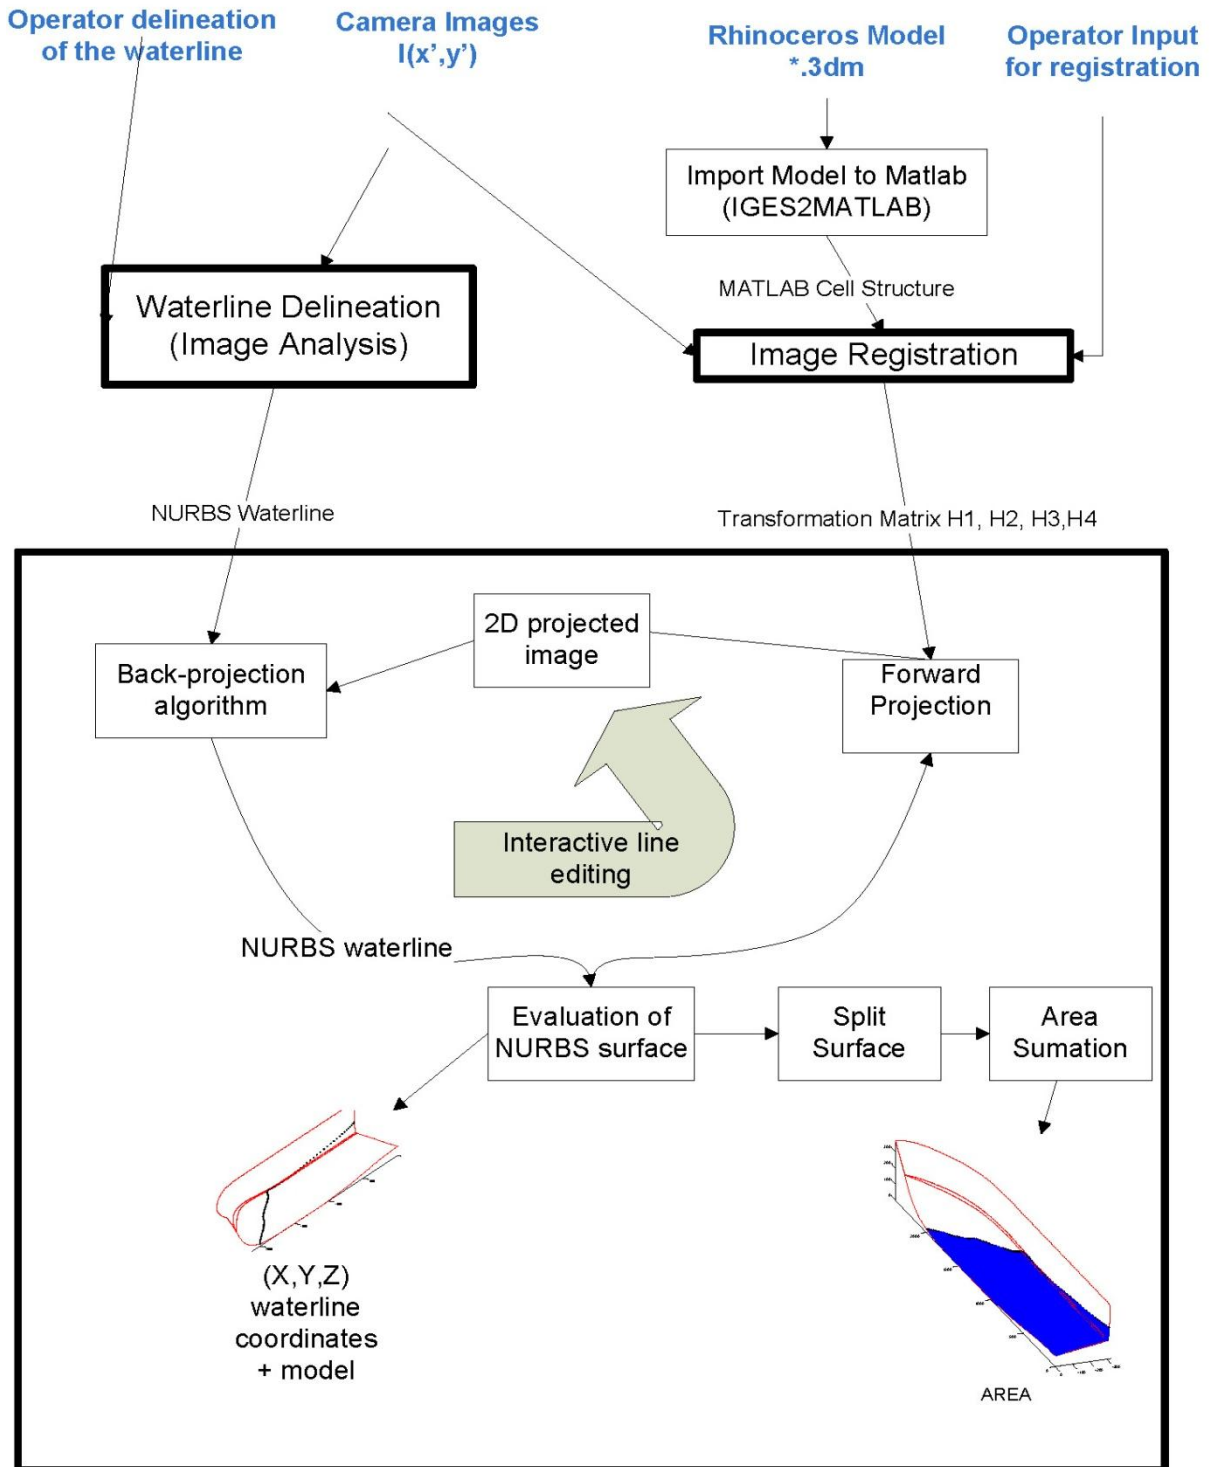 Operator delineation
of the waterline
Camera Images
I(x’,y’)
Rhinoceros Model
*.3dm
Operator Input
for registration
Import Model to Matlab
(IGES2MATLAB)
MATLAB Cell Structure
Waterline Delineation
(Image Analysis)
Image Registration
NURBS Waterline
Transformation Matrix H1, H2, H3,H4
2D projected
image
Back-projection
algorithm
Forward
Projection
Interactive line
editing
NURBS waterline
Evaluation of
NURBS surface
Split
Surface
Area
Sumation
(X,Y,Z)
waterline
coordinates
+ model
AREA